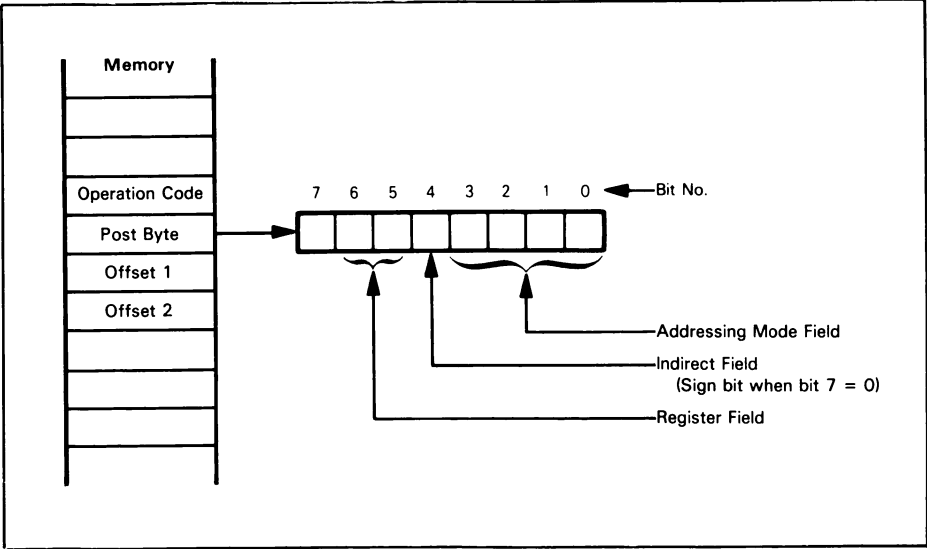 Memory
Operation Code
Post Byte
Offset 1
Offset 2
7 6 5 4 3 2 1 0 Bit No.
Addressing Mode Field
Indirect Field
(Sign bit when bit 7 = 0)
Register Field